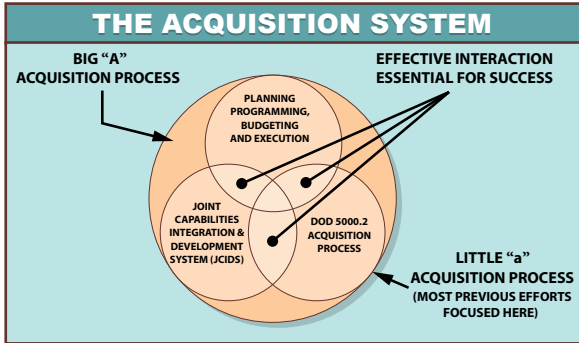 THE ACQUISITION SYSTEM
BIG “A”
ACQUISITION PROCESS
EFFECTIVE INTERACTION
ESSENTIAL FOR SUCCESS
PLANNING
PROGRAMMING,
BUDGETING
AND EXECUTION
JOINT
CAPABILITIES
INTEGRATION &
DEVELOPMENT
SYSTEM (JCIDS)
DOD 5000.2
ACQUISITION
PROCESS
LITTLE “a”
ACQUISITION PROCESS
(MOST PREVIOUS EFFORTS
FOCUSED HERE)